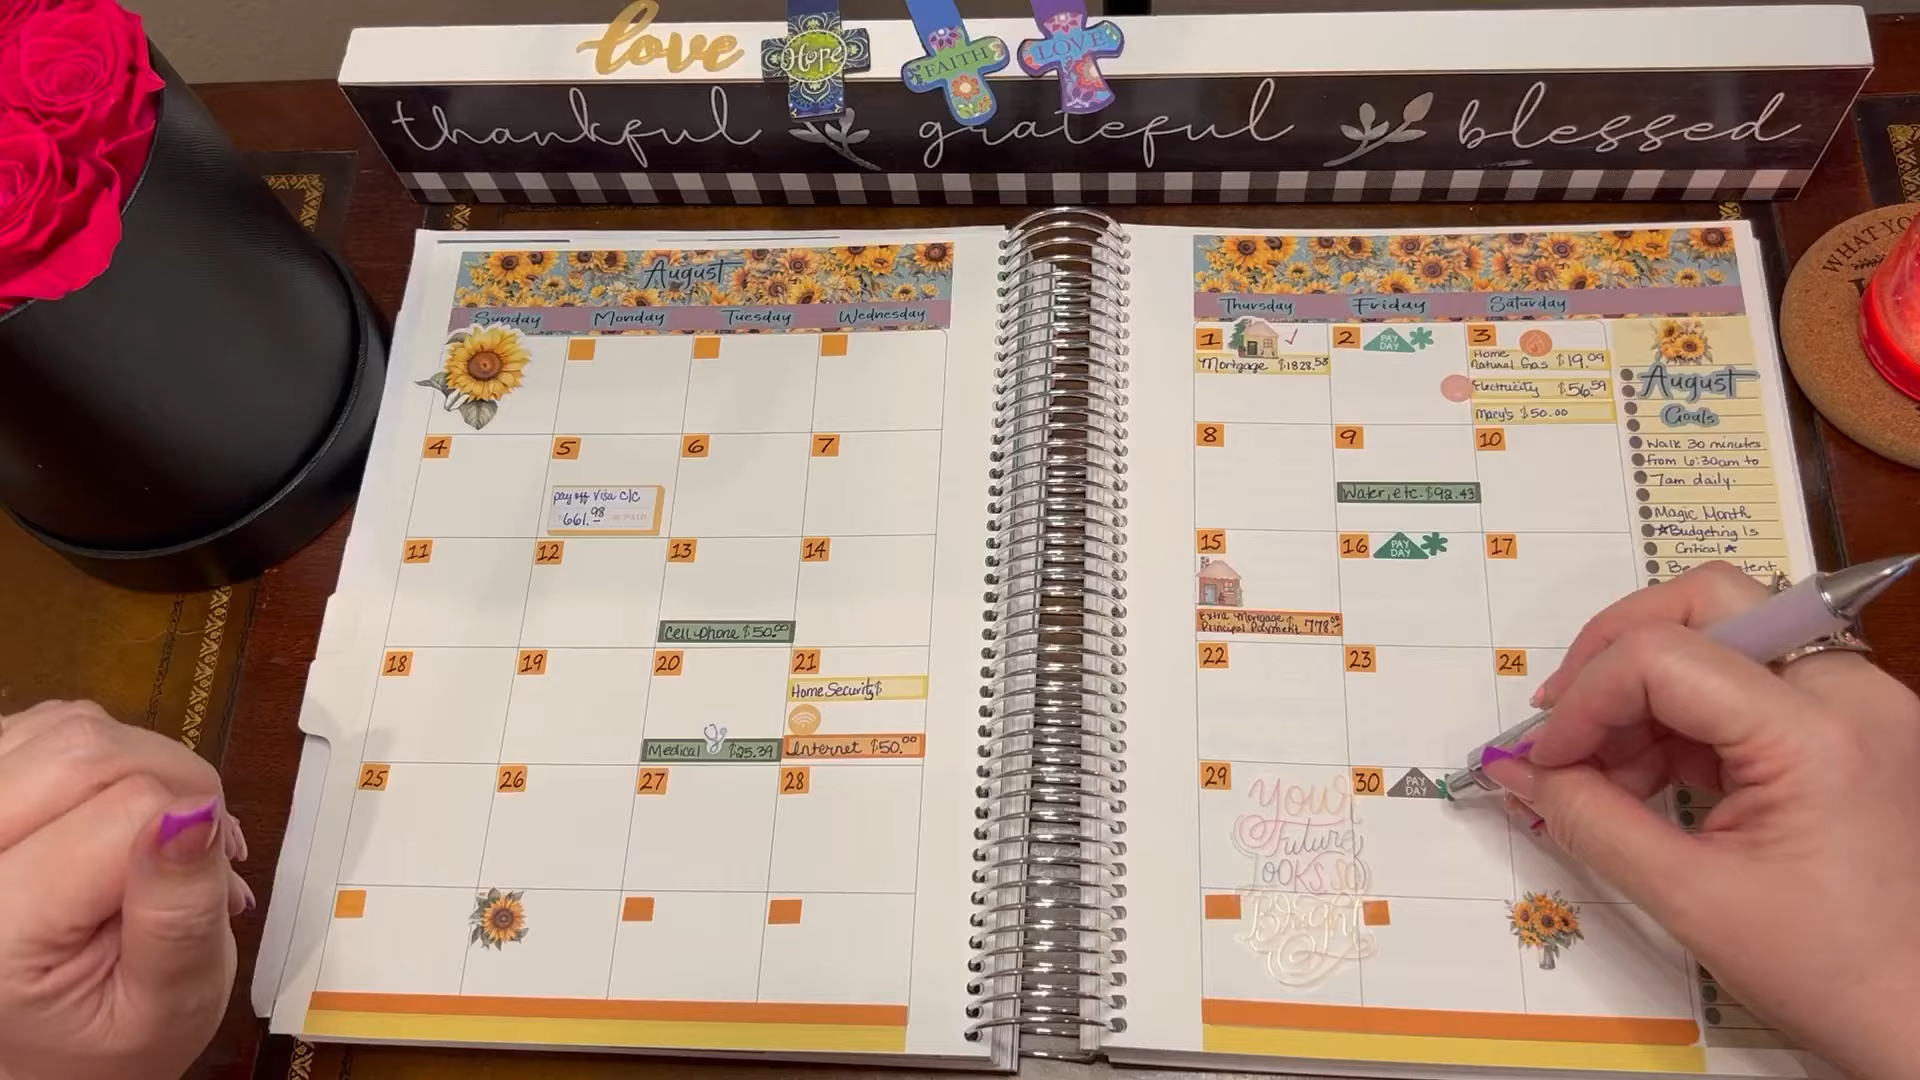 love
Hope
FAITH
LOVE
thankful grateful blessed
WHAT YOU
August
Sunday Monday Tuesday Wednesday
4 5 6 7
pay off Visa c/c
661.98
11 12 13 14
Cell phone $50.00
18 19 20 21
Home Security $
Medical $25.39
Internet $50.00
25 26 27 28
Thursday Friday Saturday
1 2 PAY DAY 3
Mortgage $1828.58
Home
Natural Gas $19.09
Electricity $56.59
Macy's $50.00
8 9 10
Water, etc. $92.43
15 16 PAY DAY 17
Extra Mortgage $
Principal Payment 778.00
22 23 24
29 30 PAY DAY
Your
Future
LOOKS SO
Bright
August
Goals
Walk 30 minutes
from 6:30am to
7am daily.
Magic Month
★Budgeting Is
Critical★